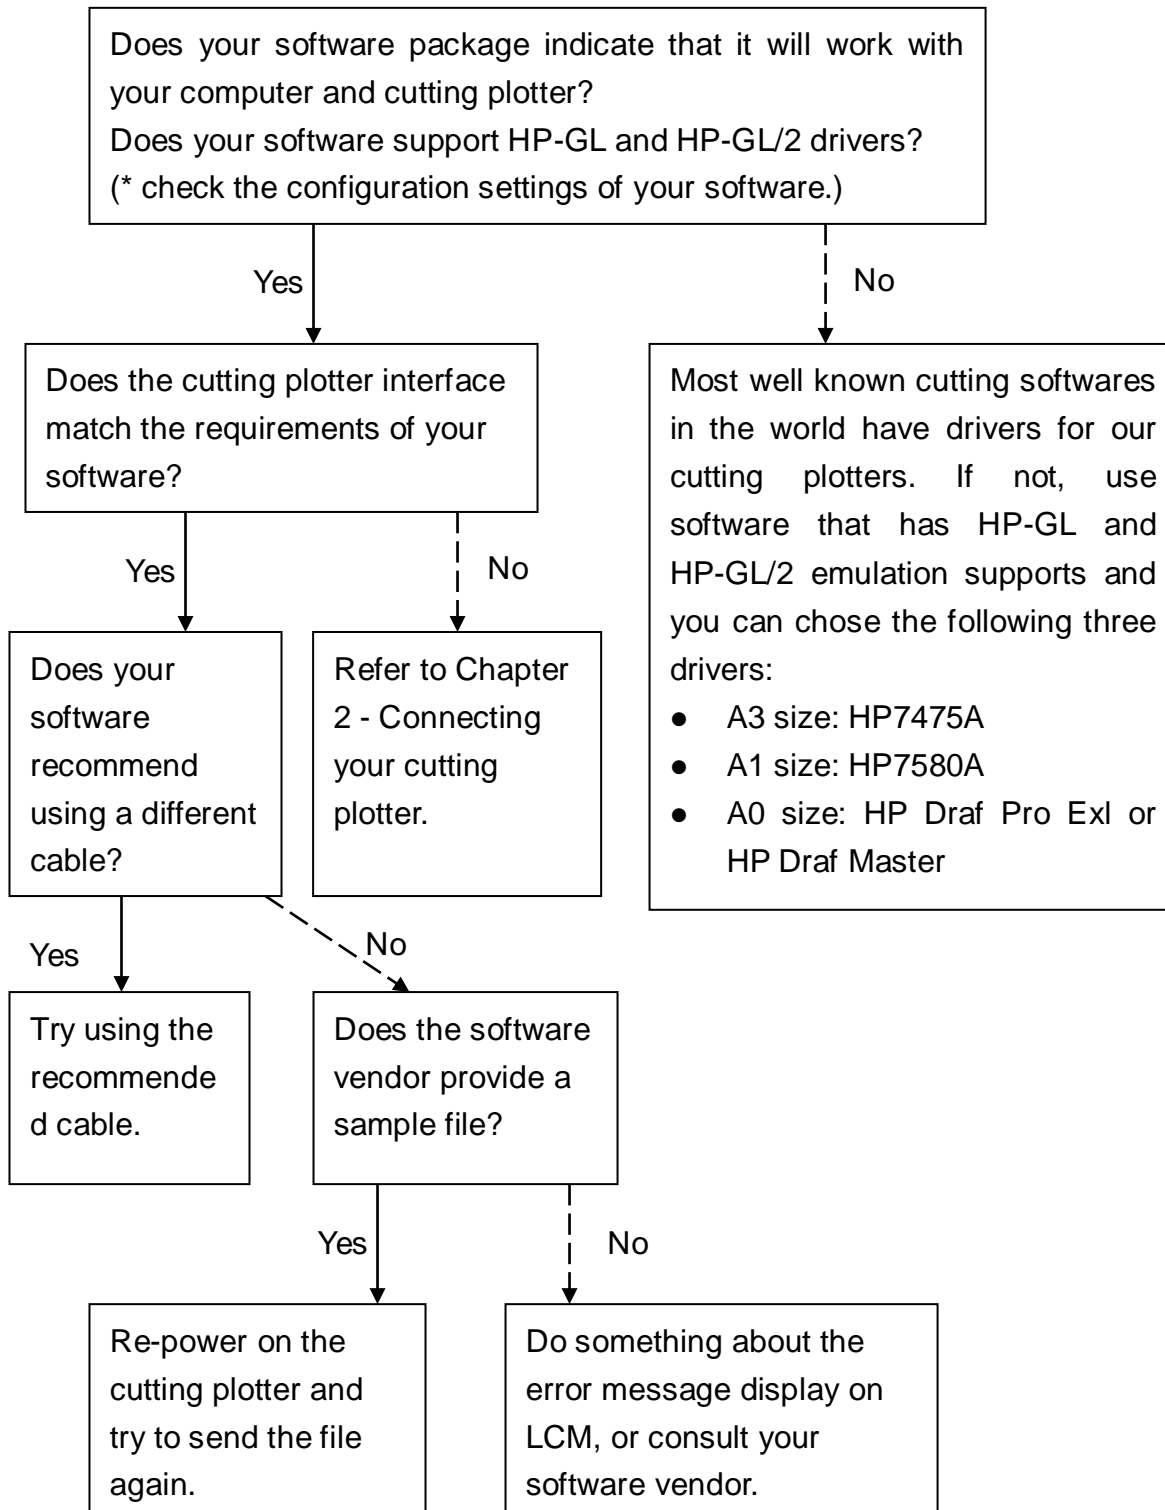 Does your software package indicate that it will work with
your computer and cutting plotter?
Does your software support HP-GL and HP-GL/2 drivers?
(* check the configuration settings of your software.)
Yes
No
Does the cutting plotter interface
match the requirements of your
software?
Most well known cutting softwares
in the world have drivers for our
cutting plotters. If not, use
software that has HP-GL and
HP-GL/2 emulation supports and
you can chose the following three
drivers:
● A3 size: HP7475A
● A1 size: HP7580A
● A0 size: HP Draf Pro Exl or
HP Draf Master
Yes
No
Does your
software
recommend
using a different
cable?
Refer to Chapter
2 - Connecting
your cutting
plotter.
Yes
No
Try using the
recommende
d cable.
Does the software
vendor provide a
sample file?
Yes
No
Re-power on the
cutting plotter and
try to send the file
again.
Do something about the
error message display on
LCM, or consult your
software vendor.